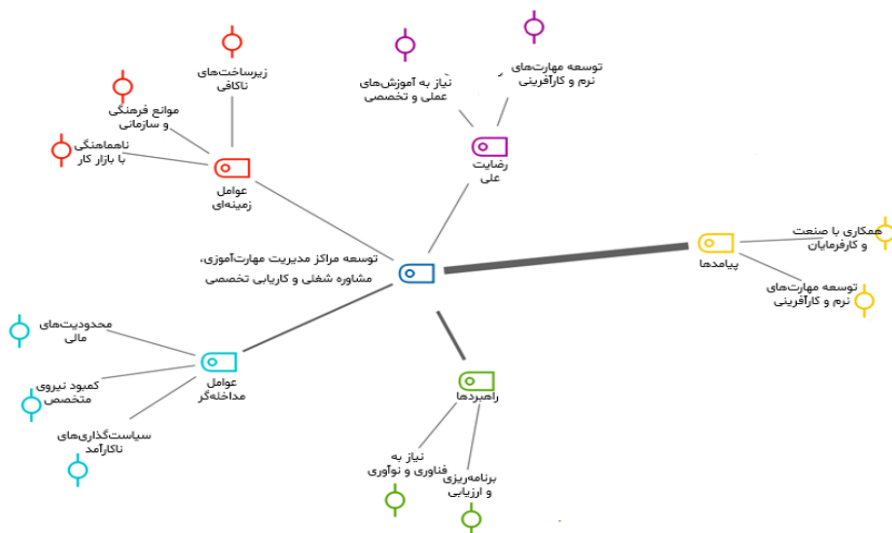 زیرساخت‌های
ناکافی
موانع فرهنگی
و سازمانی
ناهماهنگی
با بازار کار
عوامل
زمینه‌ای
توسعه مهارت‌های
نرم و کارآفرینی
نیاز به آموزش‌های
عملی و تخصصی
رضایت
علی
توسعه مراکز مدیریت مهارت‌آموزی،
مشاوره شغلی و کاریابی تخصصی
همکاری با صنعت
و کارفرمایان
پیامدها
توسعه مهارت‌های
نرم و کارآفرینی
محدودیت‌های
مالی
عوامل
مداخله‌گر
کمبود نیروی
متخصص
سیاست‌گذاری‌های
ناکارآمد
راهبردها
نیاز به
فناوری و نوآوری
برنامه‌ریزی
و ارزیابی